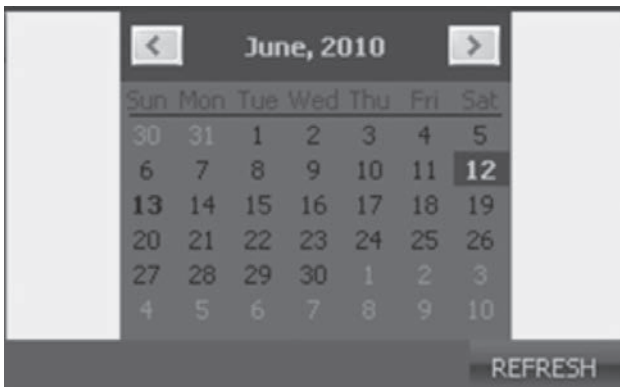 < June, 2010 >
Sun Mon Tue Wed Thu Fri Sat
30 31 1 2 3 4 5
6 7 8 9 10 11 12
13 14 15 16 17 18 19
20 21 22 23 24 25 26
27 28 29 30 1 2 3
4 5 6 7 8 9 10
REFRESH